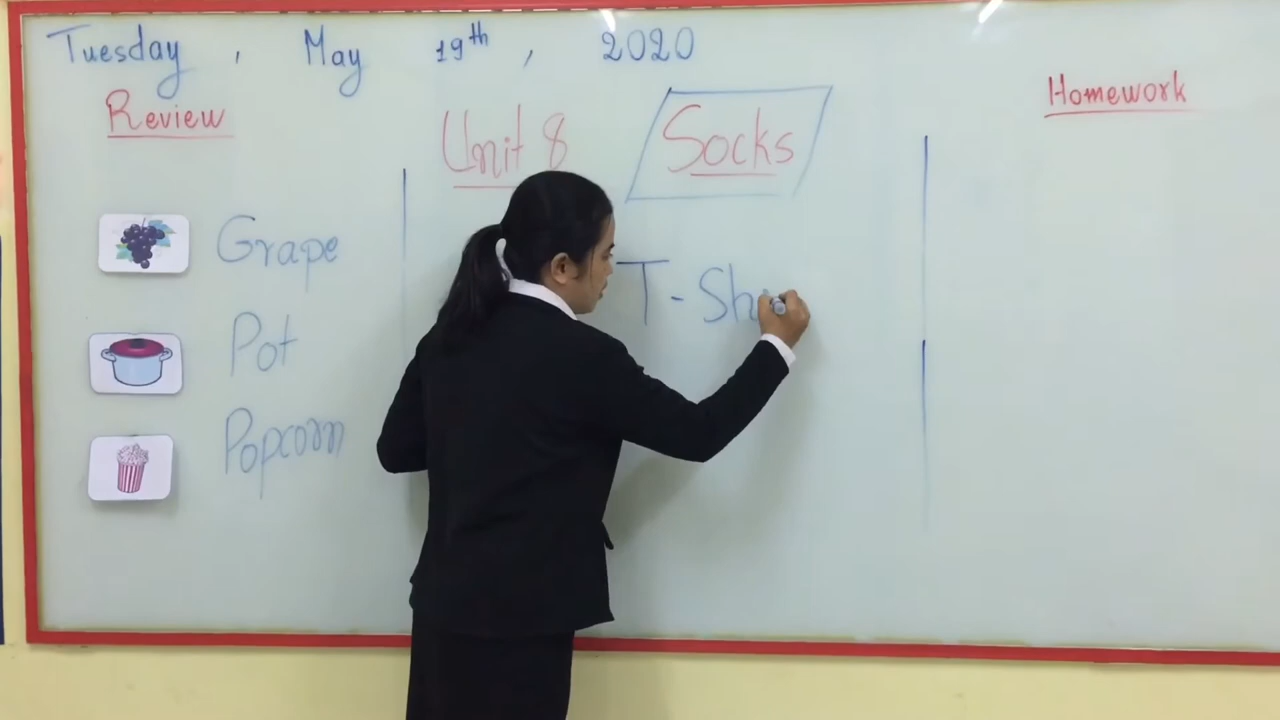 Tuesday , May 19th , 2020
Review
Unit 8
Socks
Homework
Grape
Pot
Popcorn
T-Sh